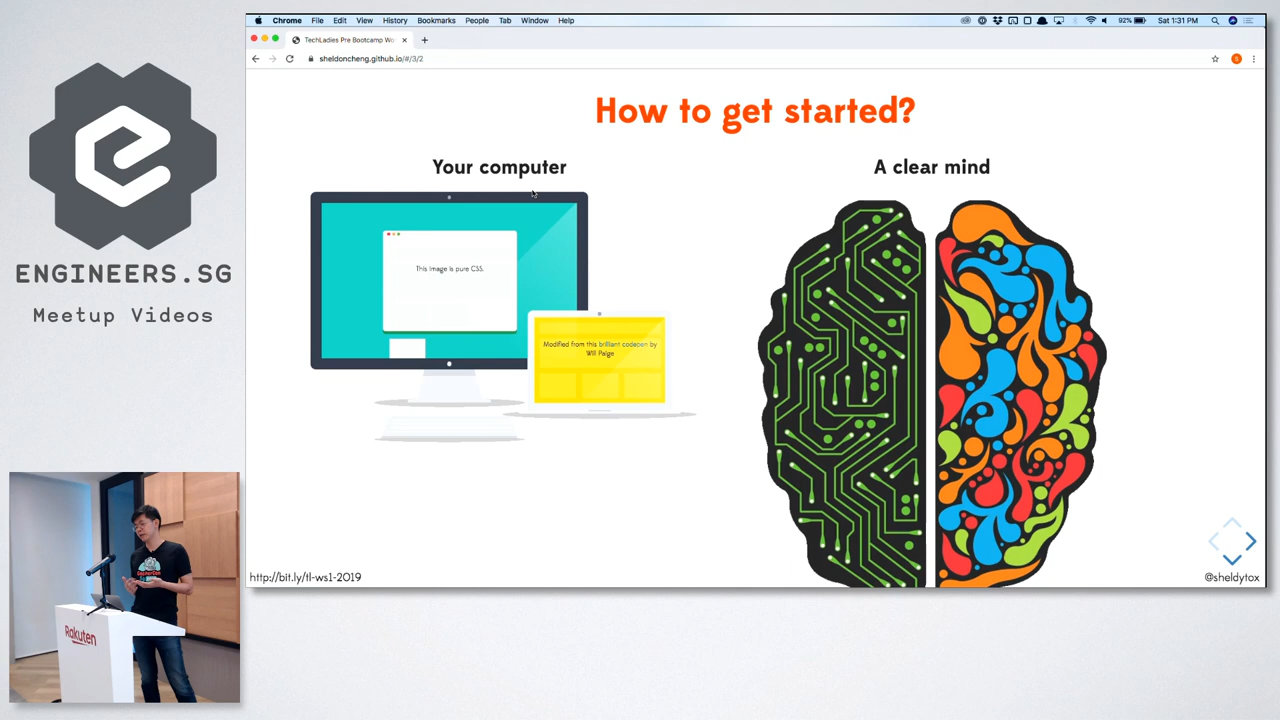 Chrome File Edit View History Bookmarks People Tab Window Help
92% Sat 1:31 PM
TechLadies Pre Bootcamp Wo
sheldoncheng.github.io/#/3/2
S
ENGINEERS.SG
Meetup Videos
How to get started?
Your computer
A clear mind
This image is pure CSS.
Modified from this brilliant codepen by
Will Paige
http://bit.ly/tl-ws1-2019
@sheldytox
Rakuten